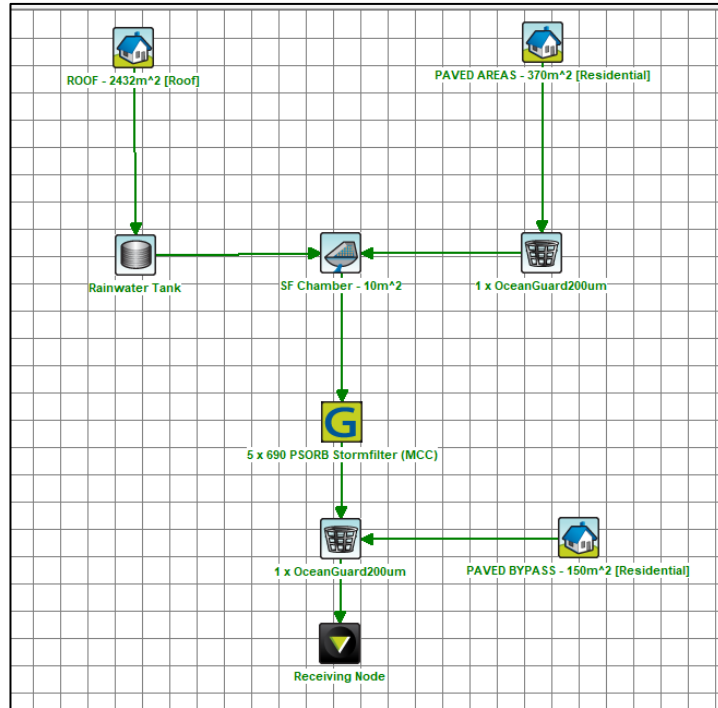 ROOF - 2432m^2 [Roof]
PAVED AREAS - 370m^2 [Residential]
Rainwater Tank
SF Chamber - 10m^2
1 x OceanGuard200um
G
5 x 690 PSORB Stormfilter (MCC)
1 x OceanGuard200um
PAVED BYPASS - 150m^2 [Residential]
Receiving Node